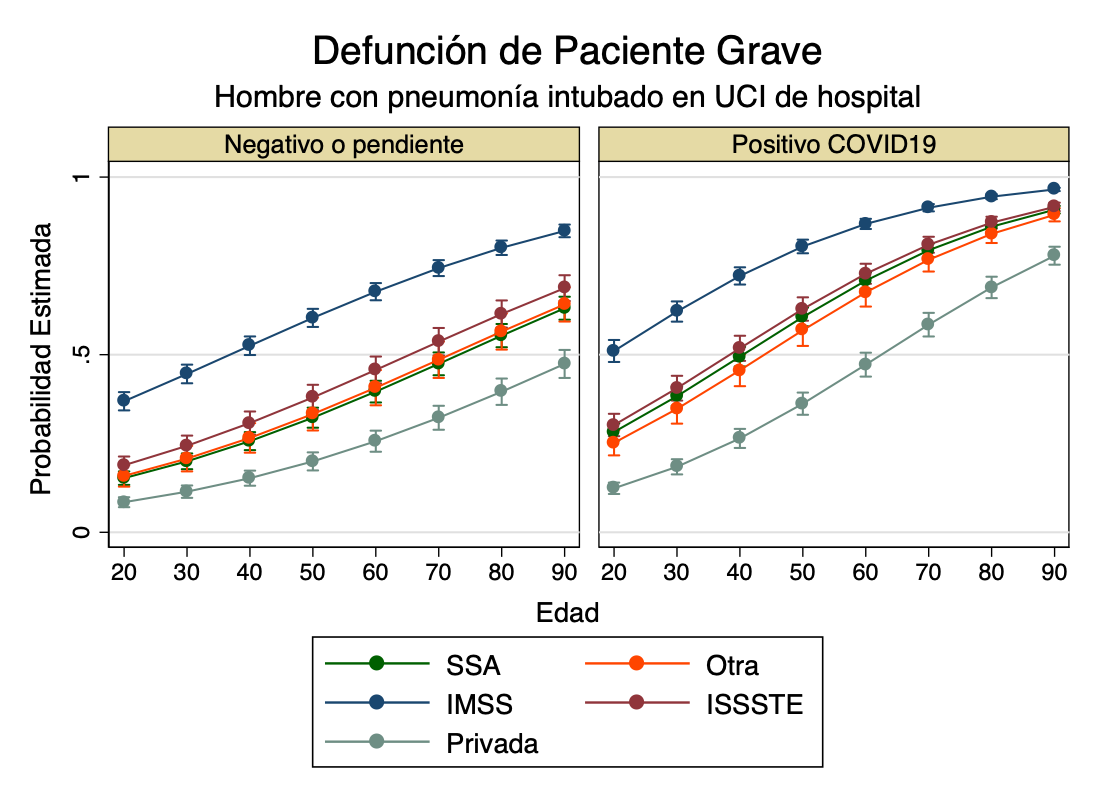 Defunción de Paciente Grave
Hombre con pneumonía intubado en UCI de hospital
Negativo o pendiente
Positivo COVID19
Probabilidad Estimada
1
.5
0
20 30 40 50 60 70 80 90
20 30 40 50 60 70 80 90
Edad
SSA
Otra
IMSS
ISSSTE
Privada